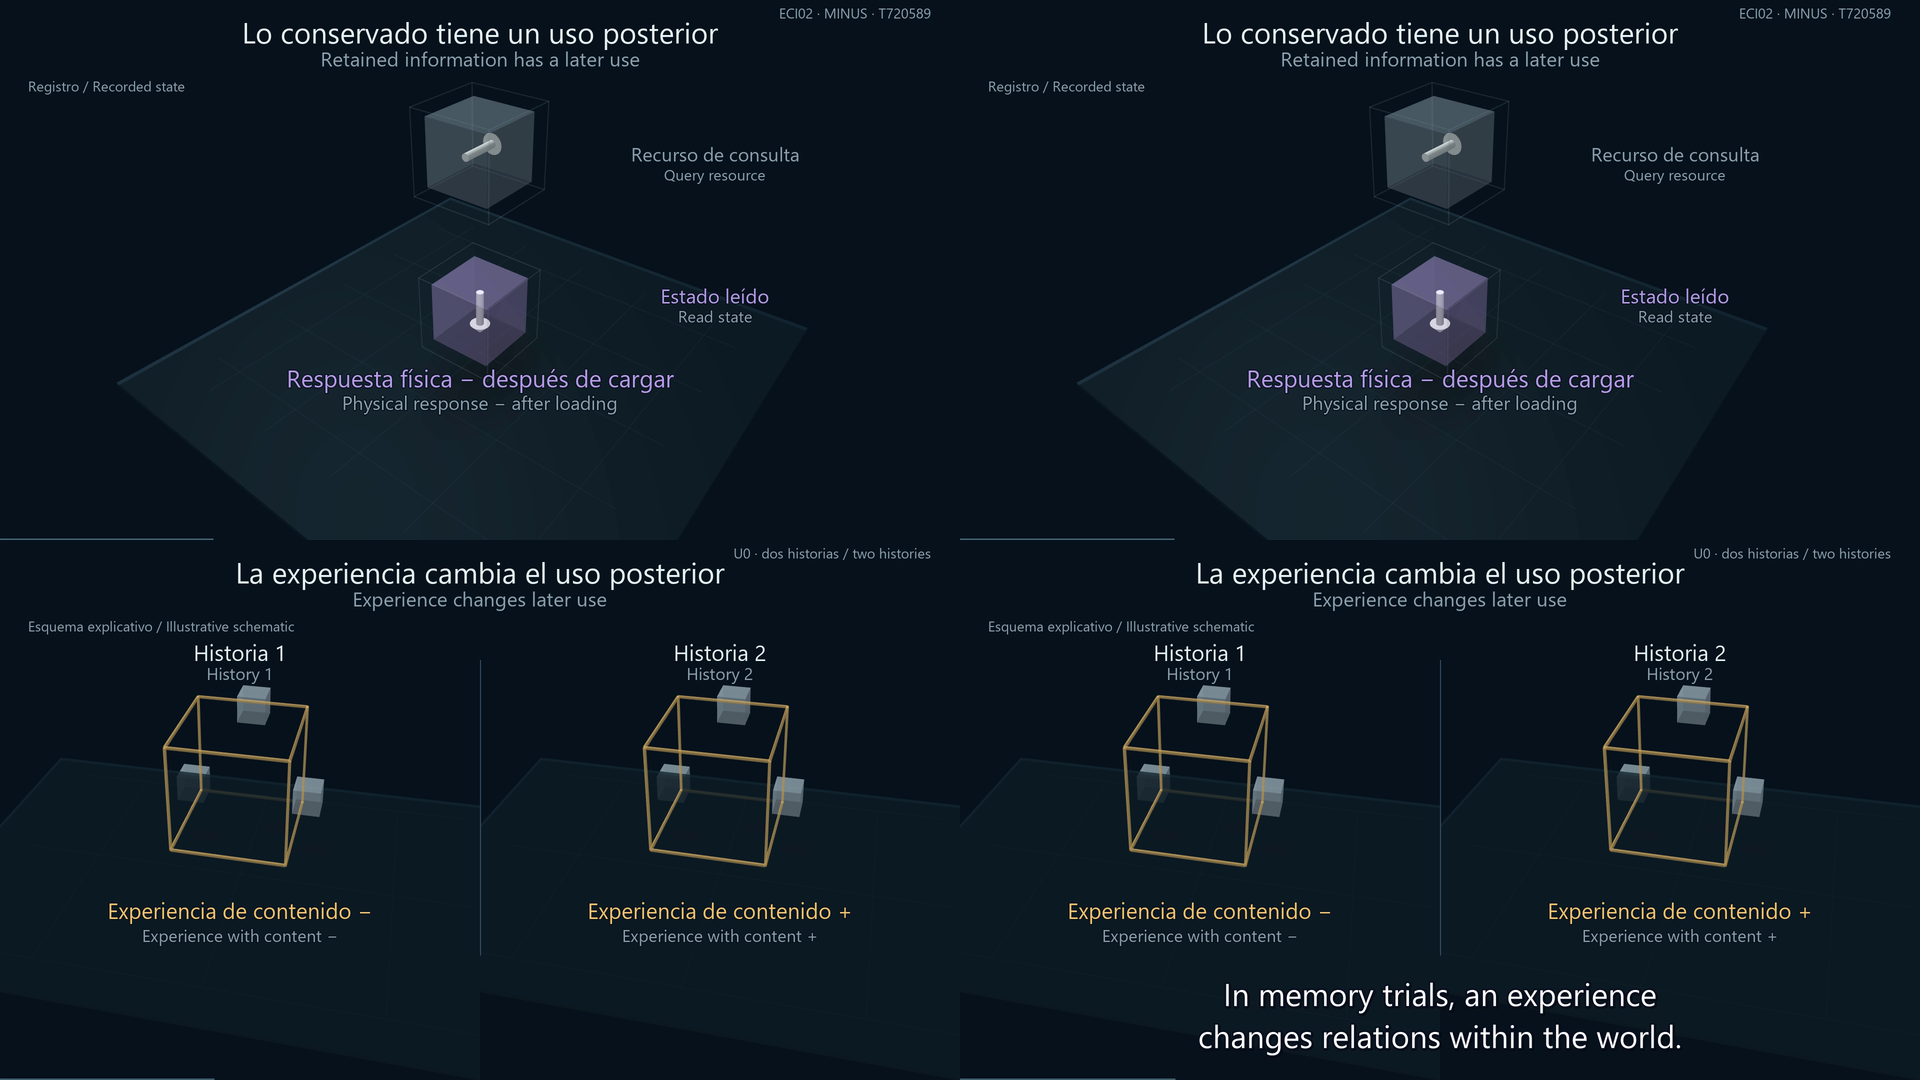 ECI02 · MINUS · T720589
Lo conservado tiene un uso posterior
Retained information has a later use
Registro / Recorded state
Recurso de consulta
Query resource
Estado leído
Read state
Respuesta física − después de cargar
Physical response − after loading
ECI02 · MINUS · T720589
Lo conservado tiene un uso posterior
Retained information has a later use
Registro / Recorded state
Recurso de consulta
Query resource
Estado leído
Read state
Respuesta física − después de cargar
Physical response − after loading
U0 · dos historias / two histories
La experiencia cambia el uso posterior
Experience changes later use
Esquema explicativo / Illustrative schematic
Historia 1
History 1
Historia 2
History 2
Experiencia de contenido −
Experience with content −
Experiencia de contenido +
Experience with content +
U0 · dos historias / two histories
La experiencia cambia el uso posterior
Experience changes later use
Esquema explicativo / Illustrative schematic
Historia 1
History 1
Historia 2
History 2
Experiencia de contenido −
Experience with content −
Experiencia de contenido +
Experience with content +
In memory trials, an experience
changes relations within the world.